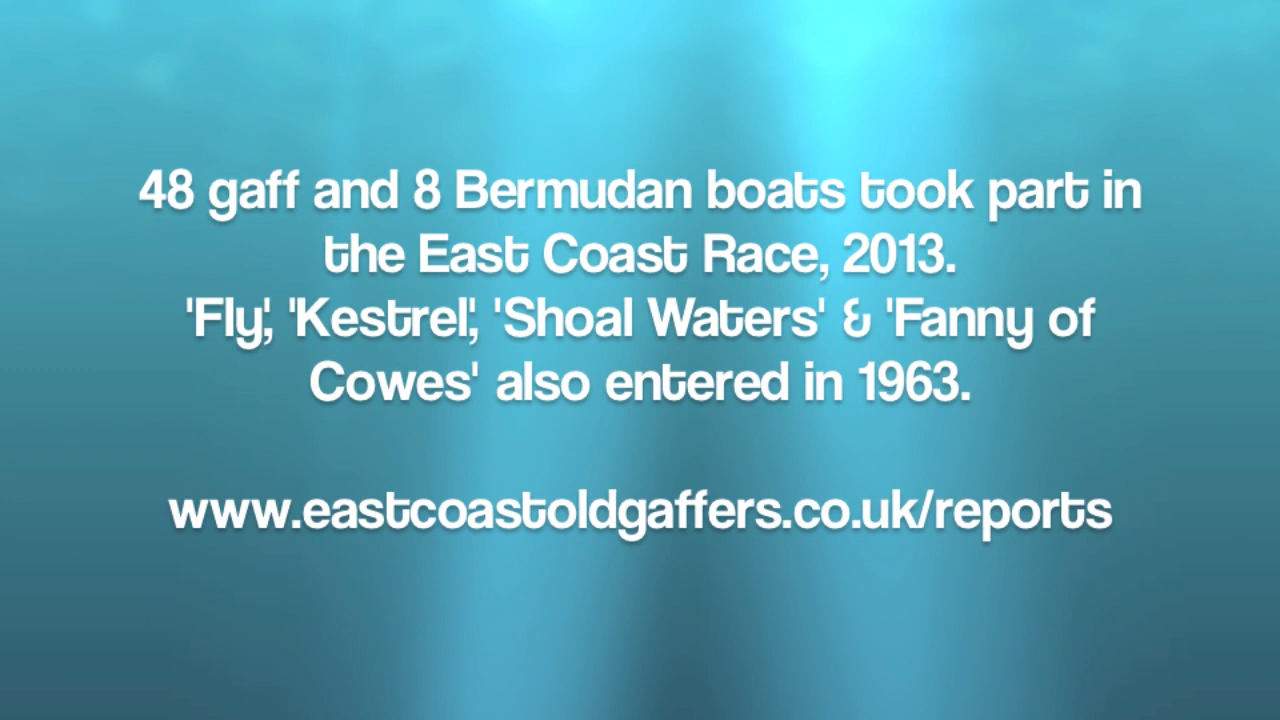 48 gaff and 8 Bermudan boats took part in
the East Coast Race, 2013.
'Fly', 'Kestrel', 'Shoal Waters' & 'Fanny of
Cowes' also entered in 1963.
www.eastcoastoldgaffers.co.uk/reports